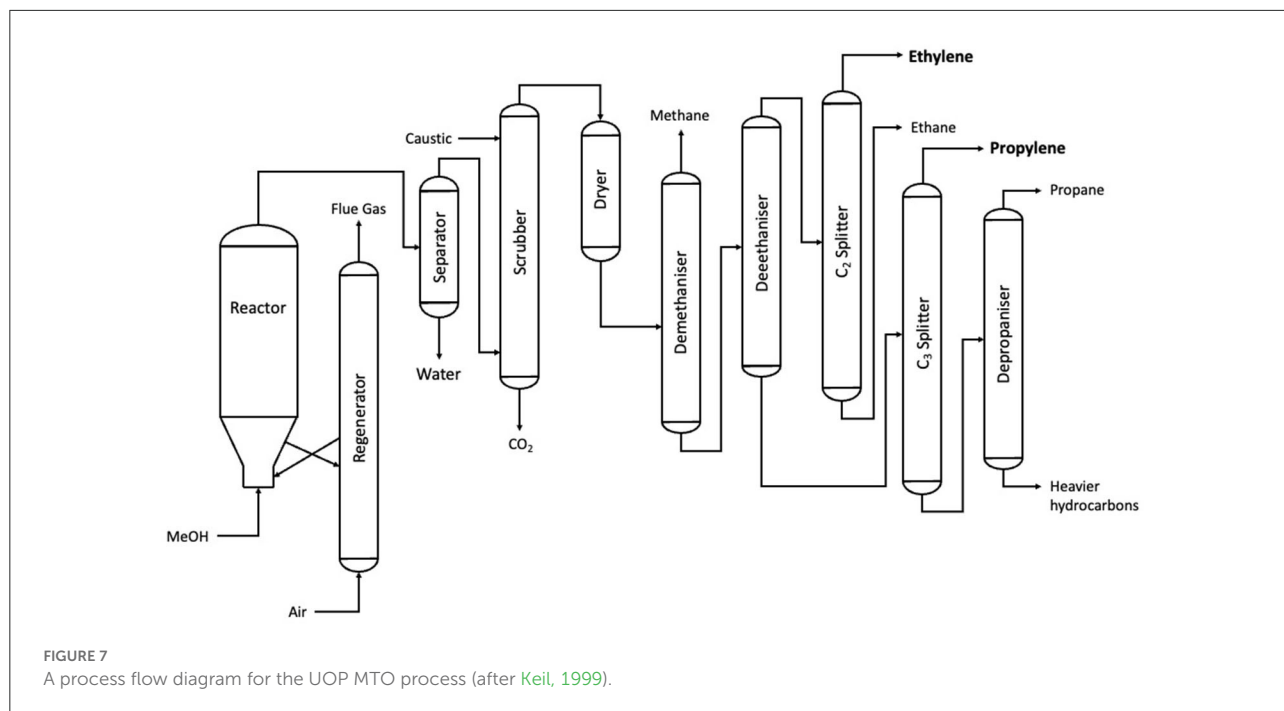 Ethylene
Methane
Ethane
Caustic
Propylene
Dryer
Propane
Flue Gas
Separator
Scrubber
Deeethaniser
C₂ Splitter
Reactor
Demethaniser
C₃ Splitter
Depropaniser
Water
Regenerator
CO₂
Heavier
hydrocarbons
MeOH
Air
FIGURE 7
A process flow diagram for the UOP MTO process (after Keil, 1999).